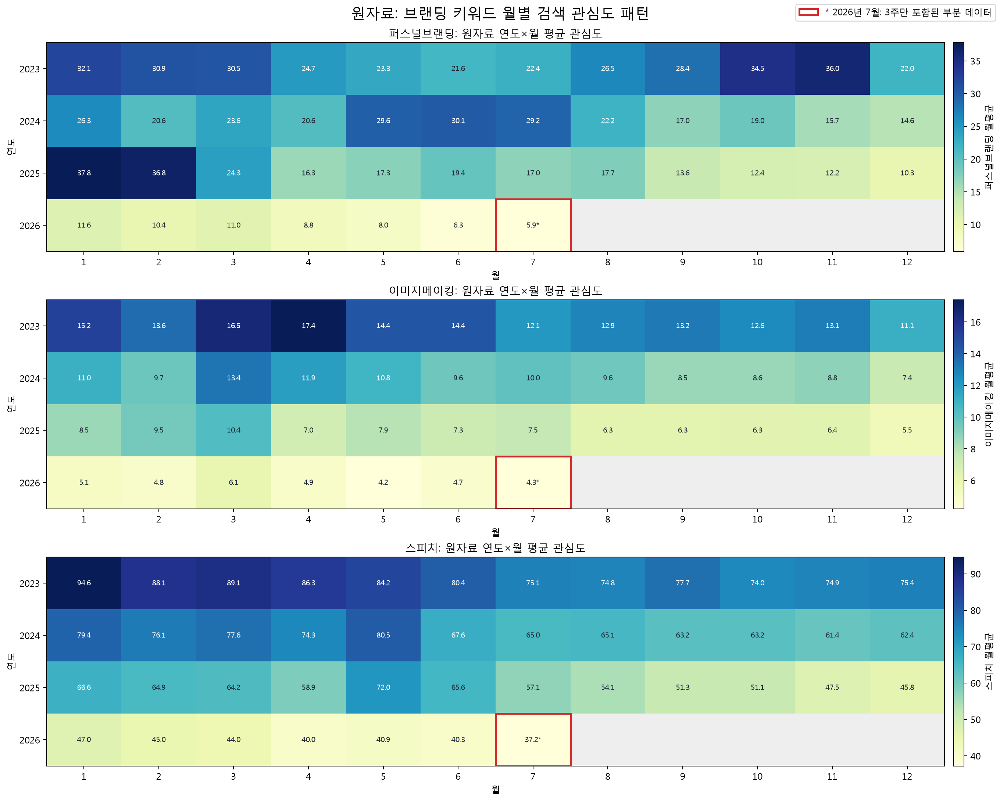 원자료: 브랜딩 키워드 월별 검색 관심도 패턴
* 2026년 7월: 3주만 포함된 부분 데이터
퍼스널브랜딩: 원자료 연도×월 평균 관심도
2023 32.1 30.9 30.5 24.7 23.3 21.6 22.4 26.5 28.4 34.5 36.0 22.0
2024 26.3 20.6 23.6 20.6 29.6 30.1 29.2 22.2 17.0 19.0 15.7 14.6
2025 37.8 36.8 24.3 16.3 17.3 19.4 17.0 17.7 13.6 12.4 12.2 10.3
2026 11.6 10.4 11.0 8.8 8.0 6.3 5.9*
1 2 3 4 5 6 7 8 9 10 11 12
월
연도
35
30
25
20
15
10
퍼스널브랜딩 월평균
이미지메이킹: 원자료 연도×월 평균 관심도
2023 15.2 13.6 16.5 17.4 14.4 14.4 12.1 12.9 13.2 12.6 13.1 11.1
2024 11.0 9.7 13.4 11.9 10.8 9.6 10.0 9.6 8.5 8.6 8.8 7.4
2025 8.5 9.5 10.4 7.0 7.9 7.3 7.5 6.3 6.3 6.3 6.4 5.5
2026 5.1 4.8 6.1 4.9 4.2 4.7 4.3*
1 2 3 4 5 6 7 8 9 10 11 12
월
연도
16
14
12
10
8
6
이미지메이킹 월평균
스피치: 원자료 연도×월 평균 관심도
2023 94.6 88.1 89.1 86.3 84.2 80.4 75.1 74.8 77.7 74.0 74.9 75.4
2024 79.4 76.1 77.6 74.3 80.5 67.6 65.0 65.1 63.2 63.2 61.4 62.4
2025 66.6 64.9 64.2 58.9 72.0 65.6 57.1 54.1 51.3 51.1 47.5 45.8
2026 47.0 45.0 44.0 40.0 40.9 40.3 37.2*
1 2 3 4 5 6 7 8 9 10 11 12
월
연도
90
80
70
60
50
40
스피치 월평균